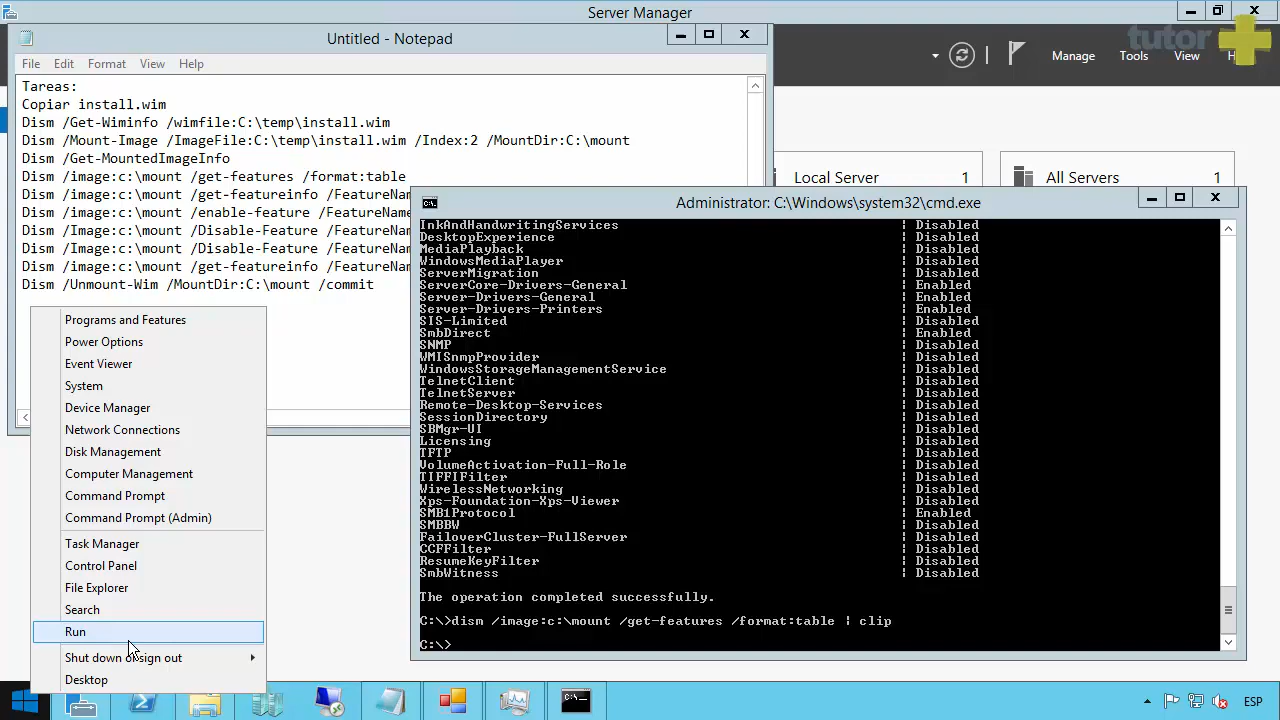 Server Manager
tutor
Manage
Tools
View
Untitled - Notepad
File
Edit
Format
View
Help
Tareas:
Copiar install.wim
Dism /Get-Wiminfo /wimfile:C:\temp\install.wim
Dism /Mount-Image /ImageFile:C:\temp\install.wim /Index:2 /MountDir:C:\mount
Dism /Get-MountedImageInfo
Dism /image:c:\mount /get-features /format:table
Dism /image:c:\mount /get-featureinfo /FeatureNam
Dism /image:c:\mount /enable-feature /FeatureName
Dism /image:c:\mount /Disable-Feature /FeatureNam
Dism /image:c:\mount /Disable-Feature /FeatureNam
Dism /image:c:\mount /get-featureinfo /FeatureNam
Dism /Unmount-Wim /MountDir:C:\mount /commit
Local Server
1
All Servers
1
Administrator: C:\Windows\system32\cmd.exe
InkAndHandwritingServices | Disabled
DesktopExperience | Disabled
MediaPlayback | Disabled
WindowsMediaPlayer | Disabled
ServerMigration | Disabled
ServerCore-Drivers-General | Enabled
Server-Drivers-General | Enabled
Server-Drivers-Printers | Enabled
SIS-Limited | Disabled
SmbDirect | Enabled
SNMP | Disabled
WMISnmpProvider | Disabled
WindowsStorageManagementService | Disabled
TelnetClient | Disabled
TelnetServer | Disabled
Remote-Desktop-Services | Disabled
SessionDirectory | Disabled
SBMgr-UI | Disabled
Licensing | Disabled
TFTP | Disabled
VolumeActivation-Full-Role | Disabled
TIFFIFilter | Disabled
WirelessNetworking | Disabled
Xps-Foundation-Xps-Viewer | Disabled
SMB1Protocol | Enabled
SMBBW | Disabled
FailoverCluster-FullServer | Disabled
CCFFilter | Disabled
ResumeKeyFilter | Disabled
SmbWitness | Disabled
The operation completed successfully.
C:\>dism /image:c:\mount /get-features /format:table | clip
C:\>
Programs and Features
Power Options
Event Viewer
System
Device Manager
Network Connections
Disk Management
Computer Management
Command Prompt
Command Prompt (Admin)
Task Manager
Control Panel
File Explorer
Search
Run
Shut down or sign out
Desktop
ESP